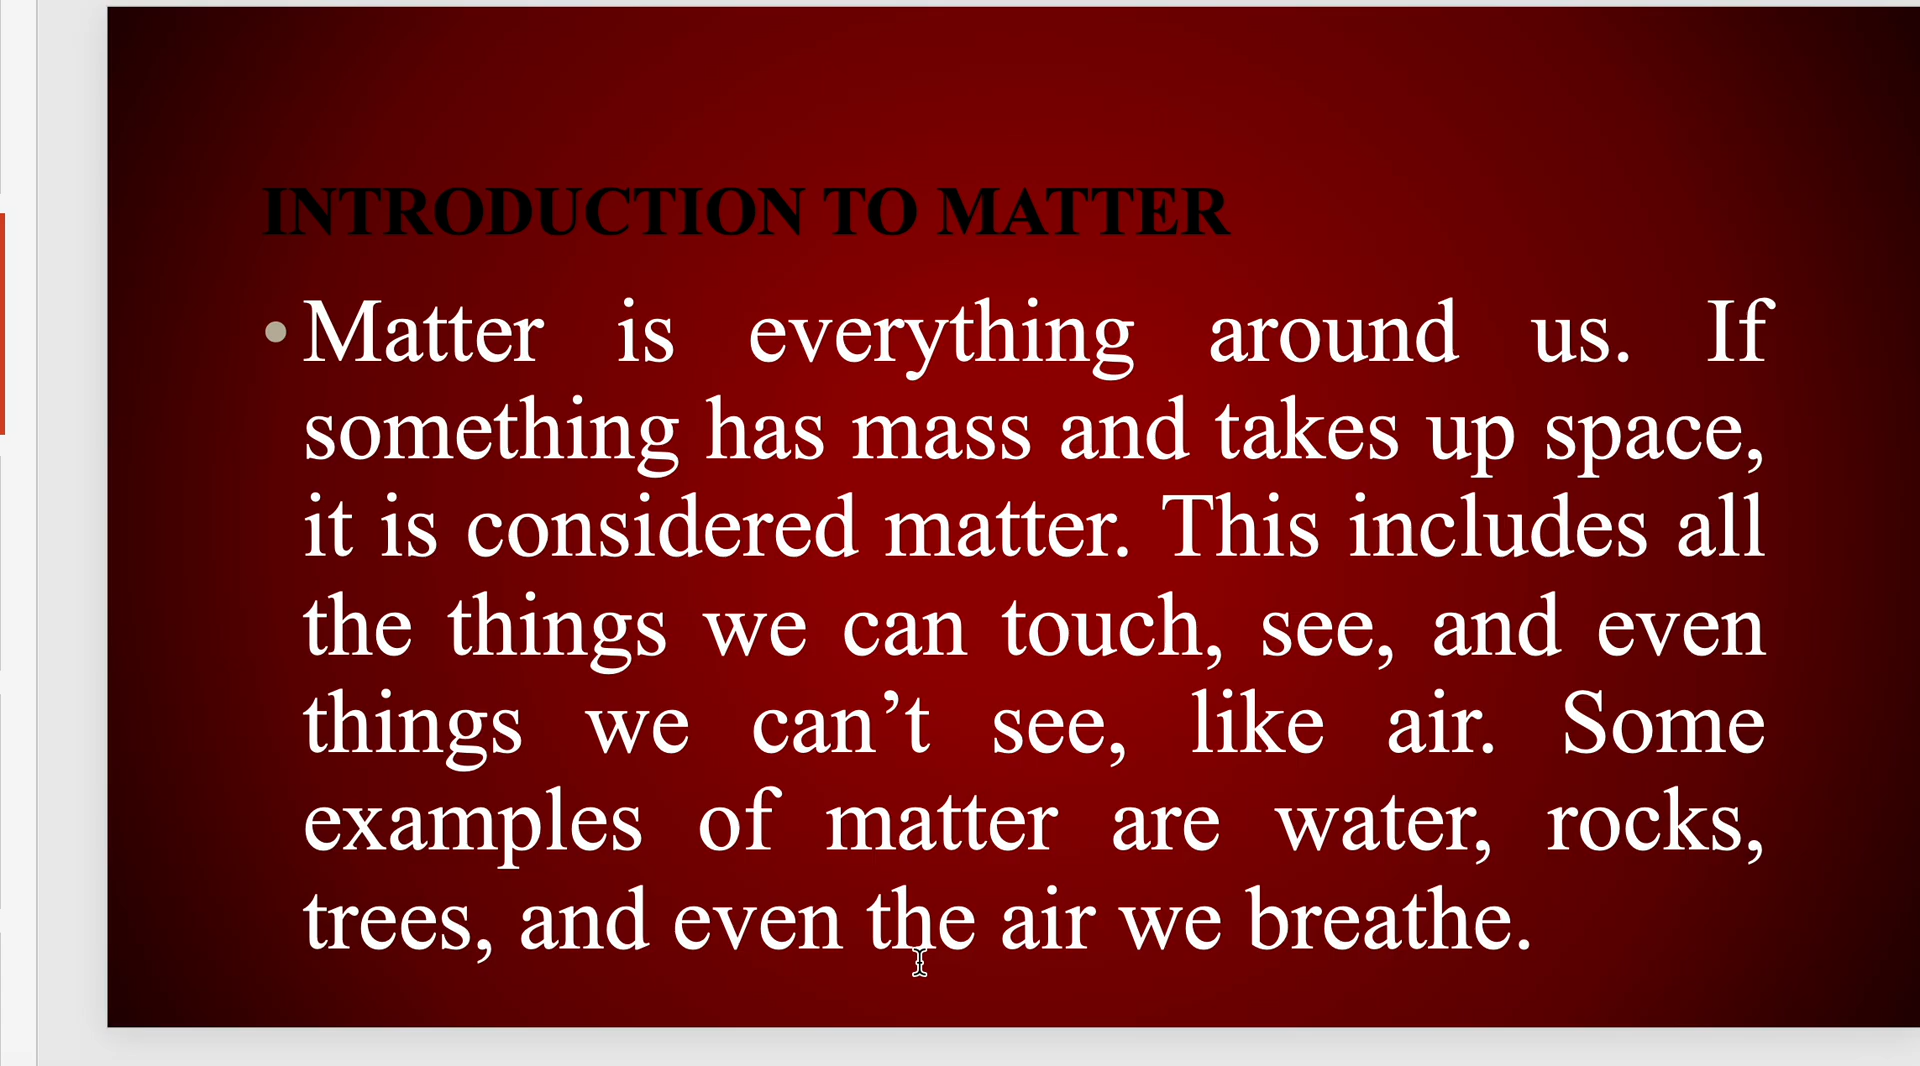 INTRODUCTION TO MATTER
• Matter is everything around us. If
something has mass and takes up space,
it is considered matter. This includes all
the things we can touch, see, and even
things we can’t see, like air. Some
examples of matter are water, rocks,
trees, and even the air we breathe.